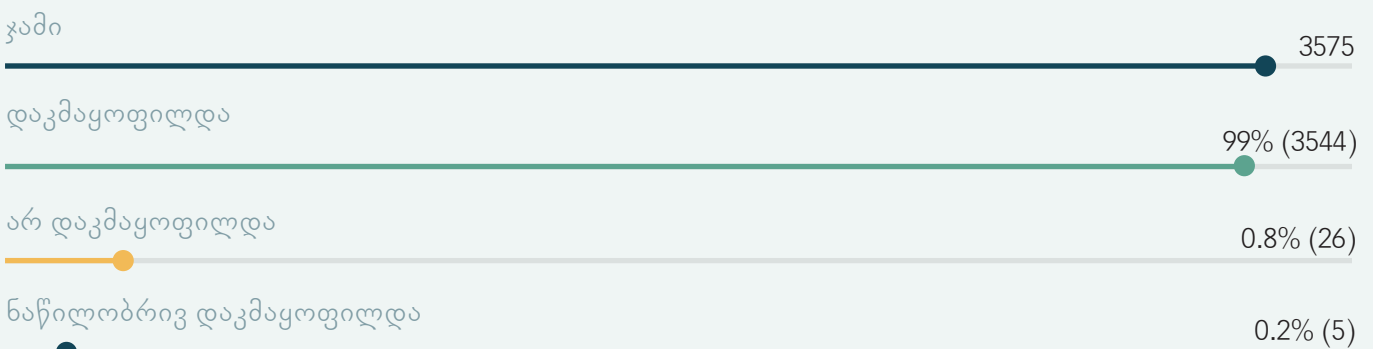 ჯამი
3575
დაკმაყოფილდა
99% (3544)
არ დაკმაყოფილდა
0.8% (26)
ნაწილობრივ დაკმაყოფილდა
0.2% (5)